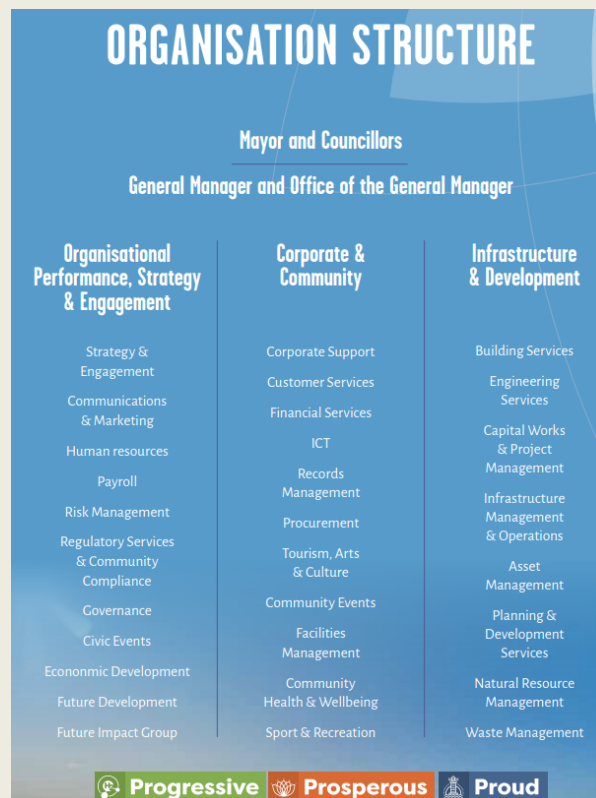 ORGANISATION STRUCTURE
Mayor and Councillors
General Manager and Office of the General Manager
Organisational
Performance, Strategy
& Engagement
Strategy &
Engagement
Communications
& Marketing
Human resources
Payroll
Risk Management
Regulatory Services
& Community
Compliance
Governance
Civic Events
Econonmic Development
Future Development
Future Impact Group
Corporate &
Community
Corporate Support
Customer Services
Financial Services
ICT
Records
Management
Procurement
Tourism, Arts
& Culture
Community Events
Facilities
Management
Community
Health & Wellbeing
Sport & Recreation
Infrastructure
& Development
Building Services
Engineering
Services
Capital Works
& Project
Management
Infrastructure
Management
& Operations
Asset
Management
Planning &
Development
Services
Natural Resource
Management
Waste Management
Progressive Prosperous Proud